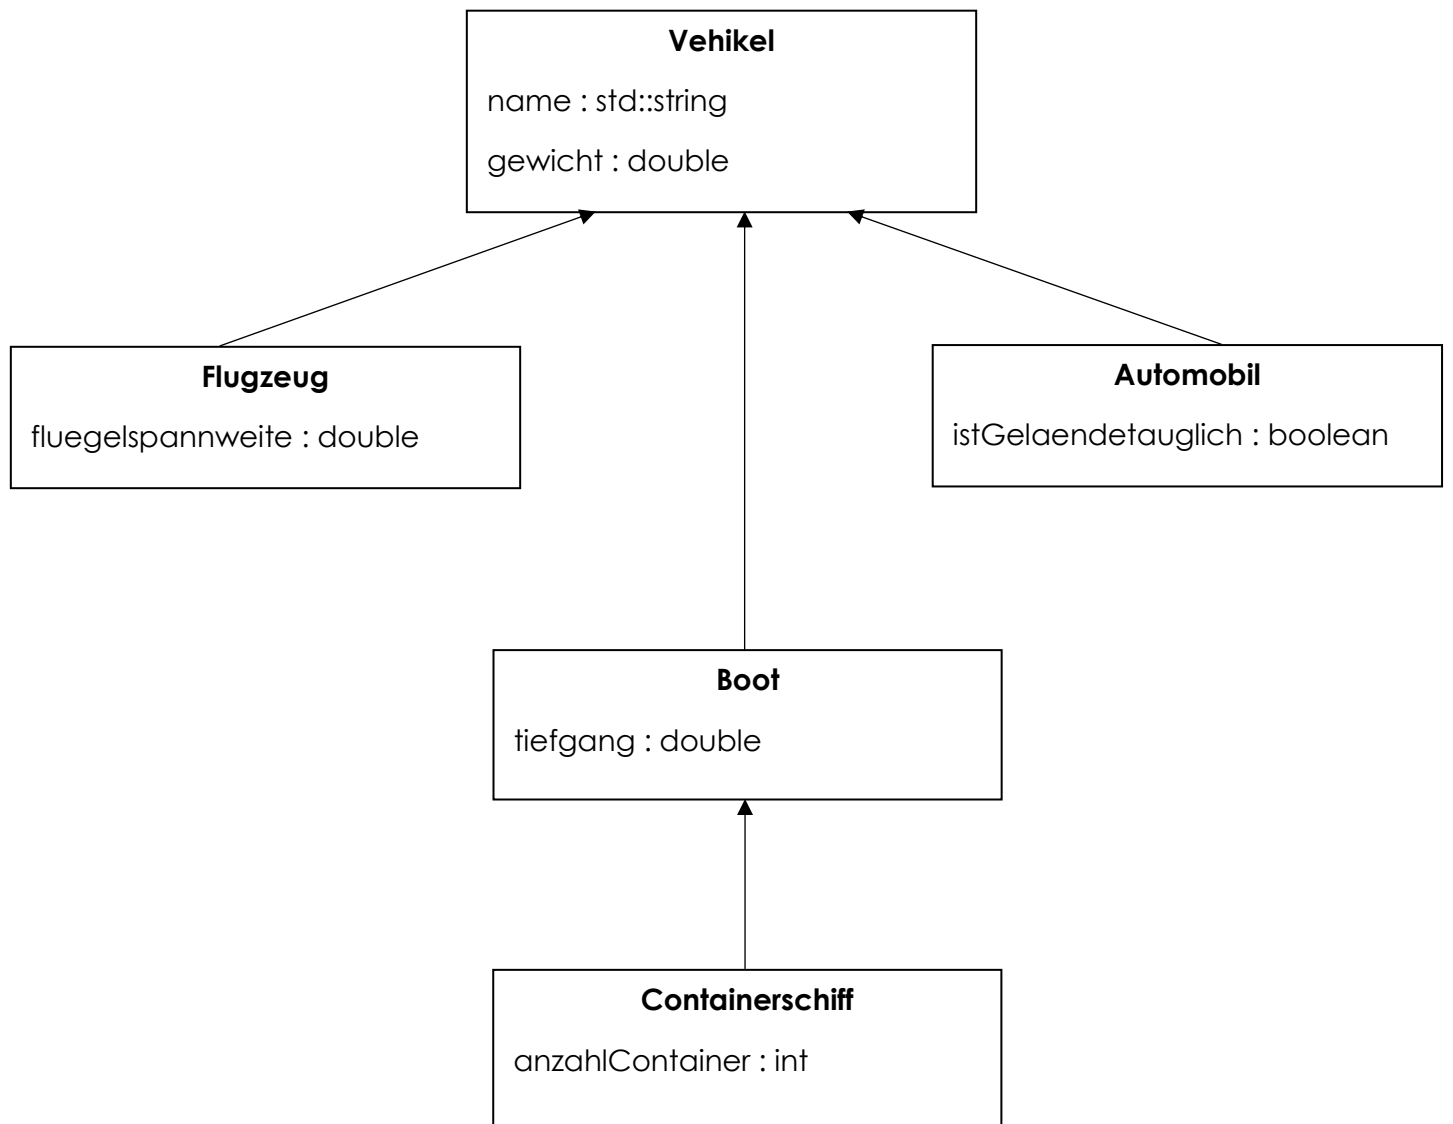 Vehikel
name : std::string
gewicht : double
Flugzeug
fluegelspannweite : double
Automobil
istGelaendetauglich : boolean
Boot
tiefgang : double
Containerschiff
anzahlContainer : int